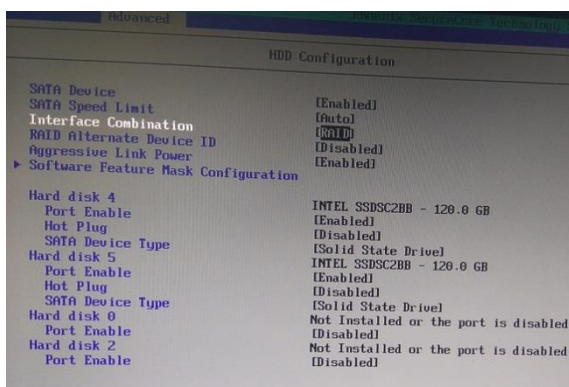 Advanced
Phoenix SecureCore Technology
HDD Configuration
SATA Device [Enabled]
SATA Speed Limit [Auto]
Interface Combination [RAID]
RAID Alternate Device ID [Disabled]
Aggressive Link Power [Enabled]
Software Feature Mask Configuration
Hard disk 4 INTEL SSDSC2BB - 120.0 GB
Port Enable [Enabled]
Hot Plug [Disabled]
SATA Device Type [Solid State Drive]
Hard disk 5 INTEL SSDSC2BB - 120.0 GB
Port Enable [Enabled]
Hot Plug [Disabled]
SATA Device Type [Solid State Drive]
Hard disk 0 Not Installed or the port is disabled
Port Enable [Disabled]
Hard disk 2 Not Installed or the port is disabled
Port Enable [Disabled]